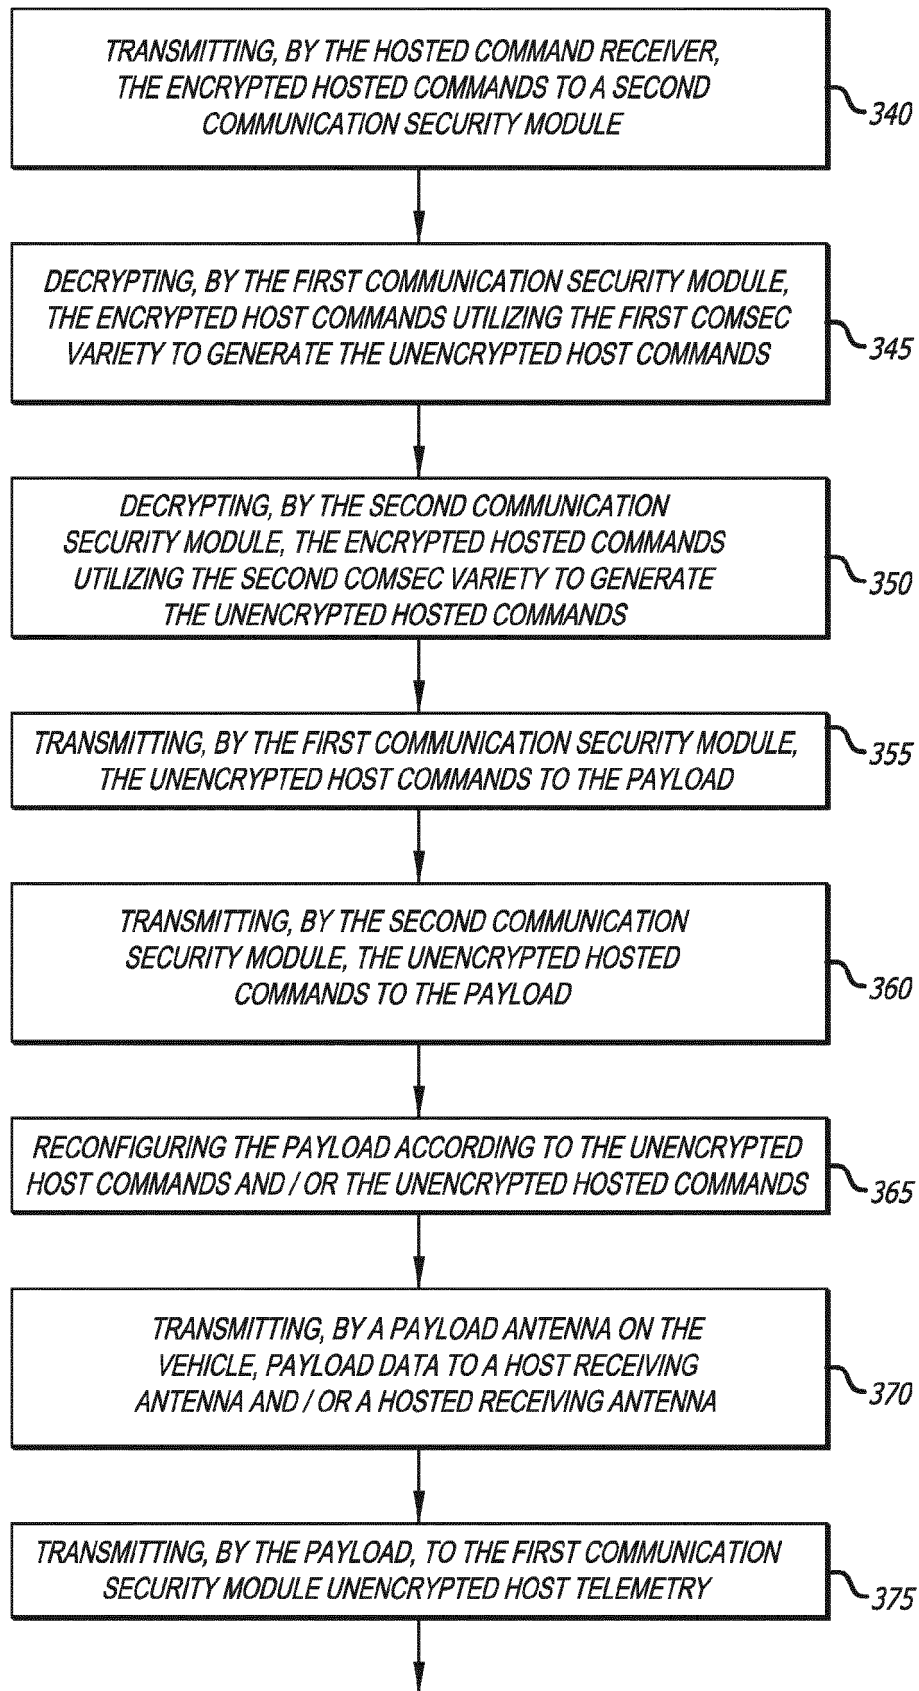 TRANSMITTING, BY THE HOSTED COMMAND RECEIVER,
THE ENCRYPTED HOSTED COMMANDS TO A SECOND
COMMUNICATION SECURITY MODULE
340
DECRYPTING, BY THE FIRST COMMUNICATION SECURITY MODULE,
THE ENCRYPTED HOST COMMANDS UTILIZING THE FIRST COMSEC
VARIETY TO GENERATE THE UNENCRYPTED HOST COMMANDS
345
DECRYPTING, BY THE SECOND COMMUNICATION
SECURITY MODULE, THE ENCRYPTED HOSTED COMMANDS
UTILIZING THE SECOND COMSEC VARIETY TO GENERATE
THE UNENCRYPTED HOSTED COMMANDS
350
TRANSMITTING, BY THE FIRST COMMUNICATION SECURITY MODULE,
THE UNENCRYPTED HOST COMMANDS TO THE PAYLOAD
355
TRANSMITTING, BY THE SECOND COMMUNICATION
SECURITY MODULE, THE UNENCRYPTED HOSTED
COMMANDS TO THE PAYLOAD
360
RECONFIGURING THE PAYLOAD ACCORDING TO THE UNENCRYPTED
HOST COMMANDS AND / OR THE UNENCRYPTED HOSTED COMMANDS
365
TRANSMITTING, BY A PAYLOAD ANTENNA ON THE
VEHICLE, PAYLOAD DATA TO A HOST RECEIVING
ANTENNA AND / OR A HOSTED RECEIVING ANTENNA
370
TRANSMITTING, BY THE PAYLOAD, TO THE FIRST COMMUNICATION
SECURITY MODULE UNENCRYPTED HOST TELEMETRY
375